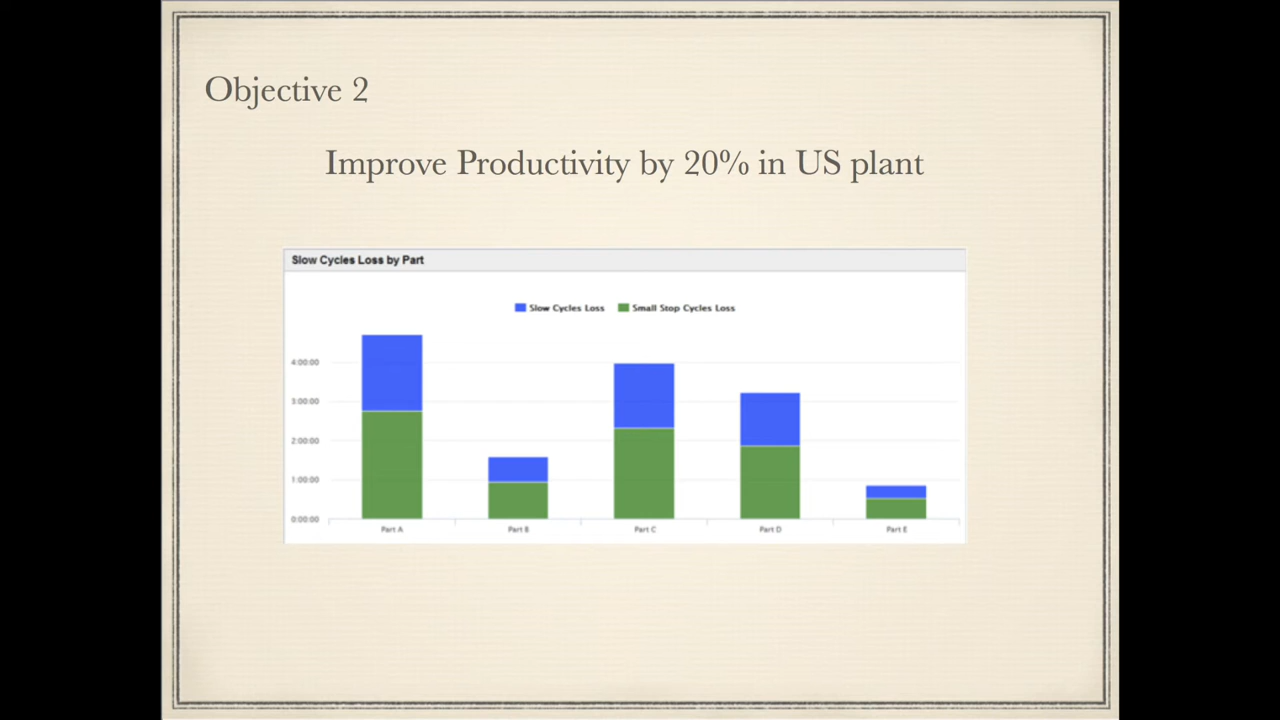 Objective 2
Improve Productivity by 20% in US plant
Slow Cycles Loss by Part
Slow Cycles Loss Small Stop Cycles Loss
4:00:00
3:00:00
2:00:00
1:00:00
0:00:00
Part A Part B Part C Part D Part E